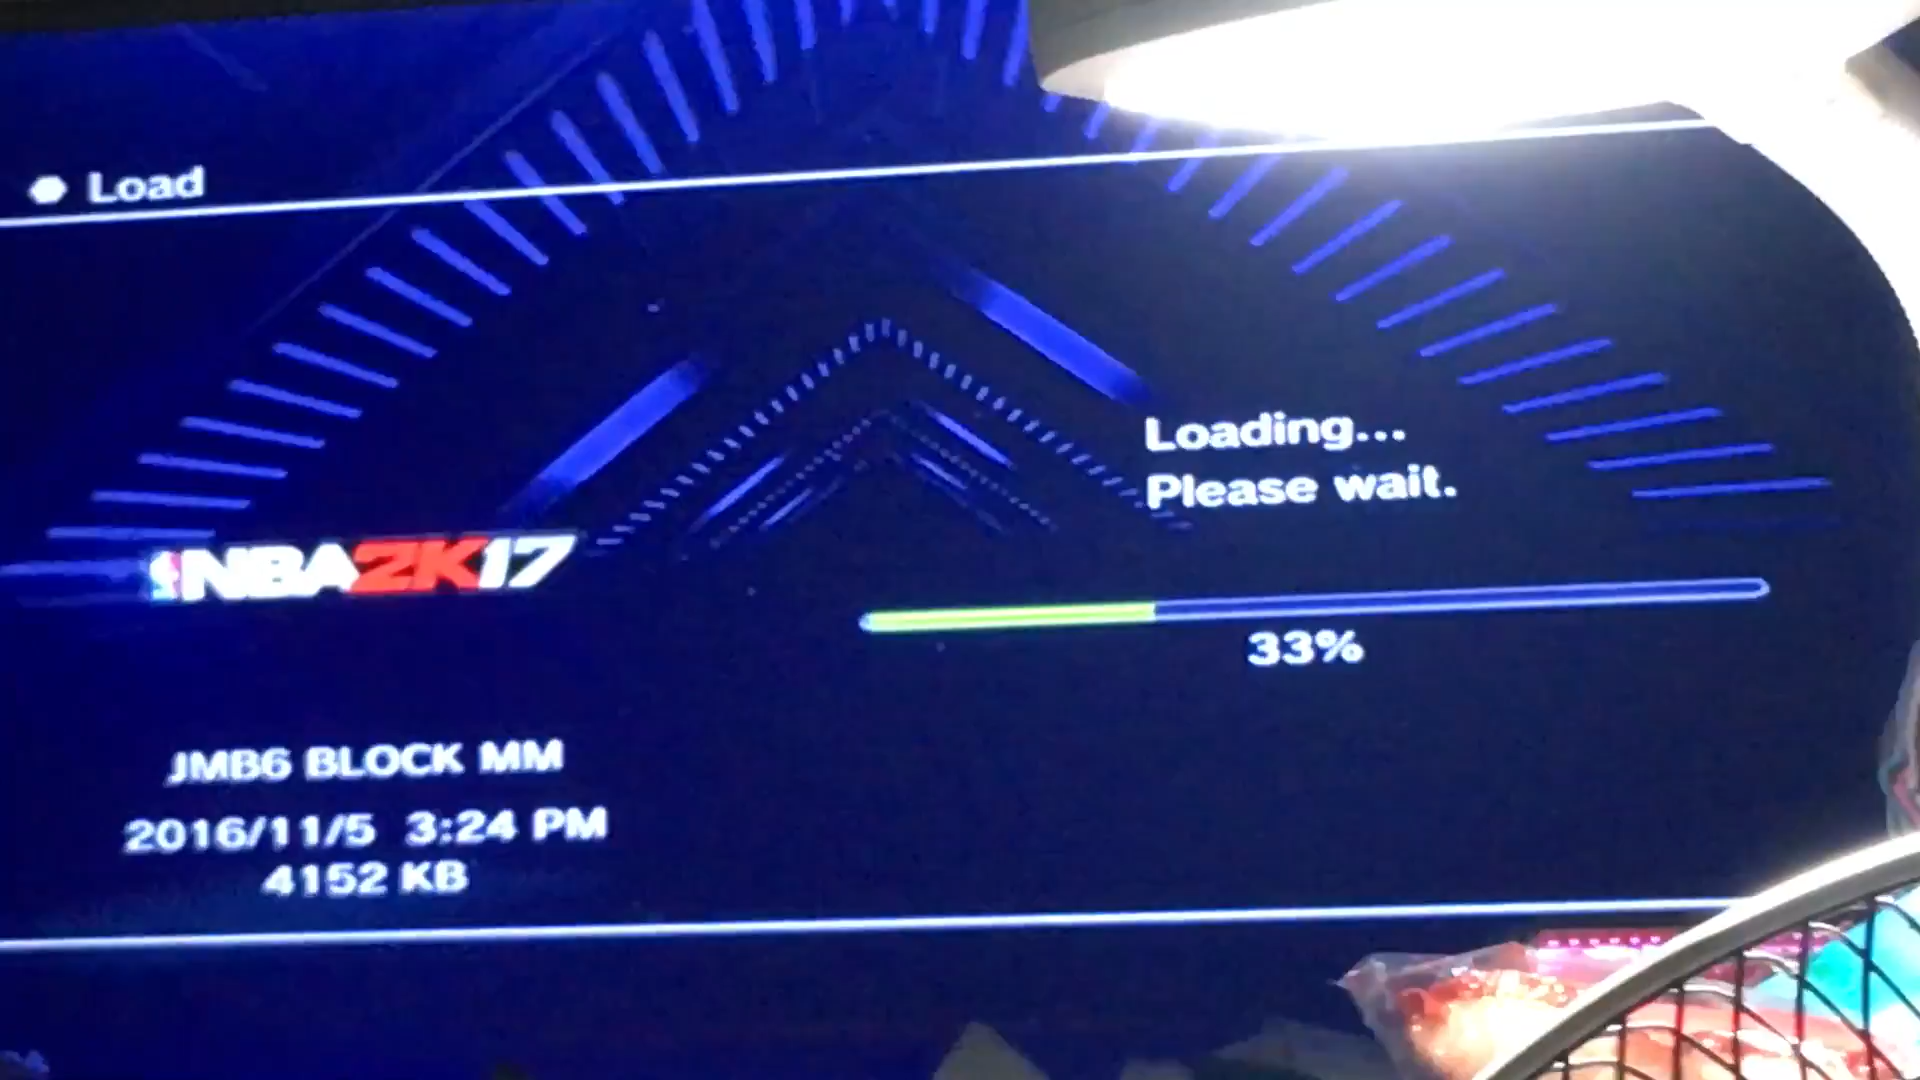 Load
Loading...
Please wait.
NBA2K17
33%
JMB6 BLOCK MM
2016/11/5 3:24 PM
4152 KB